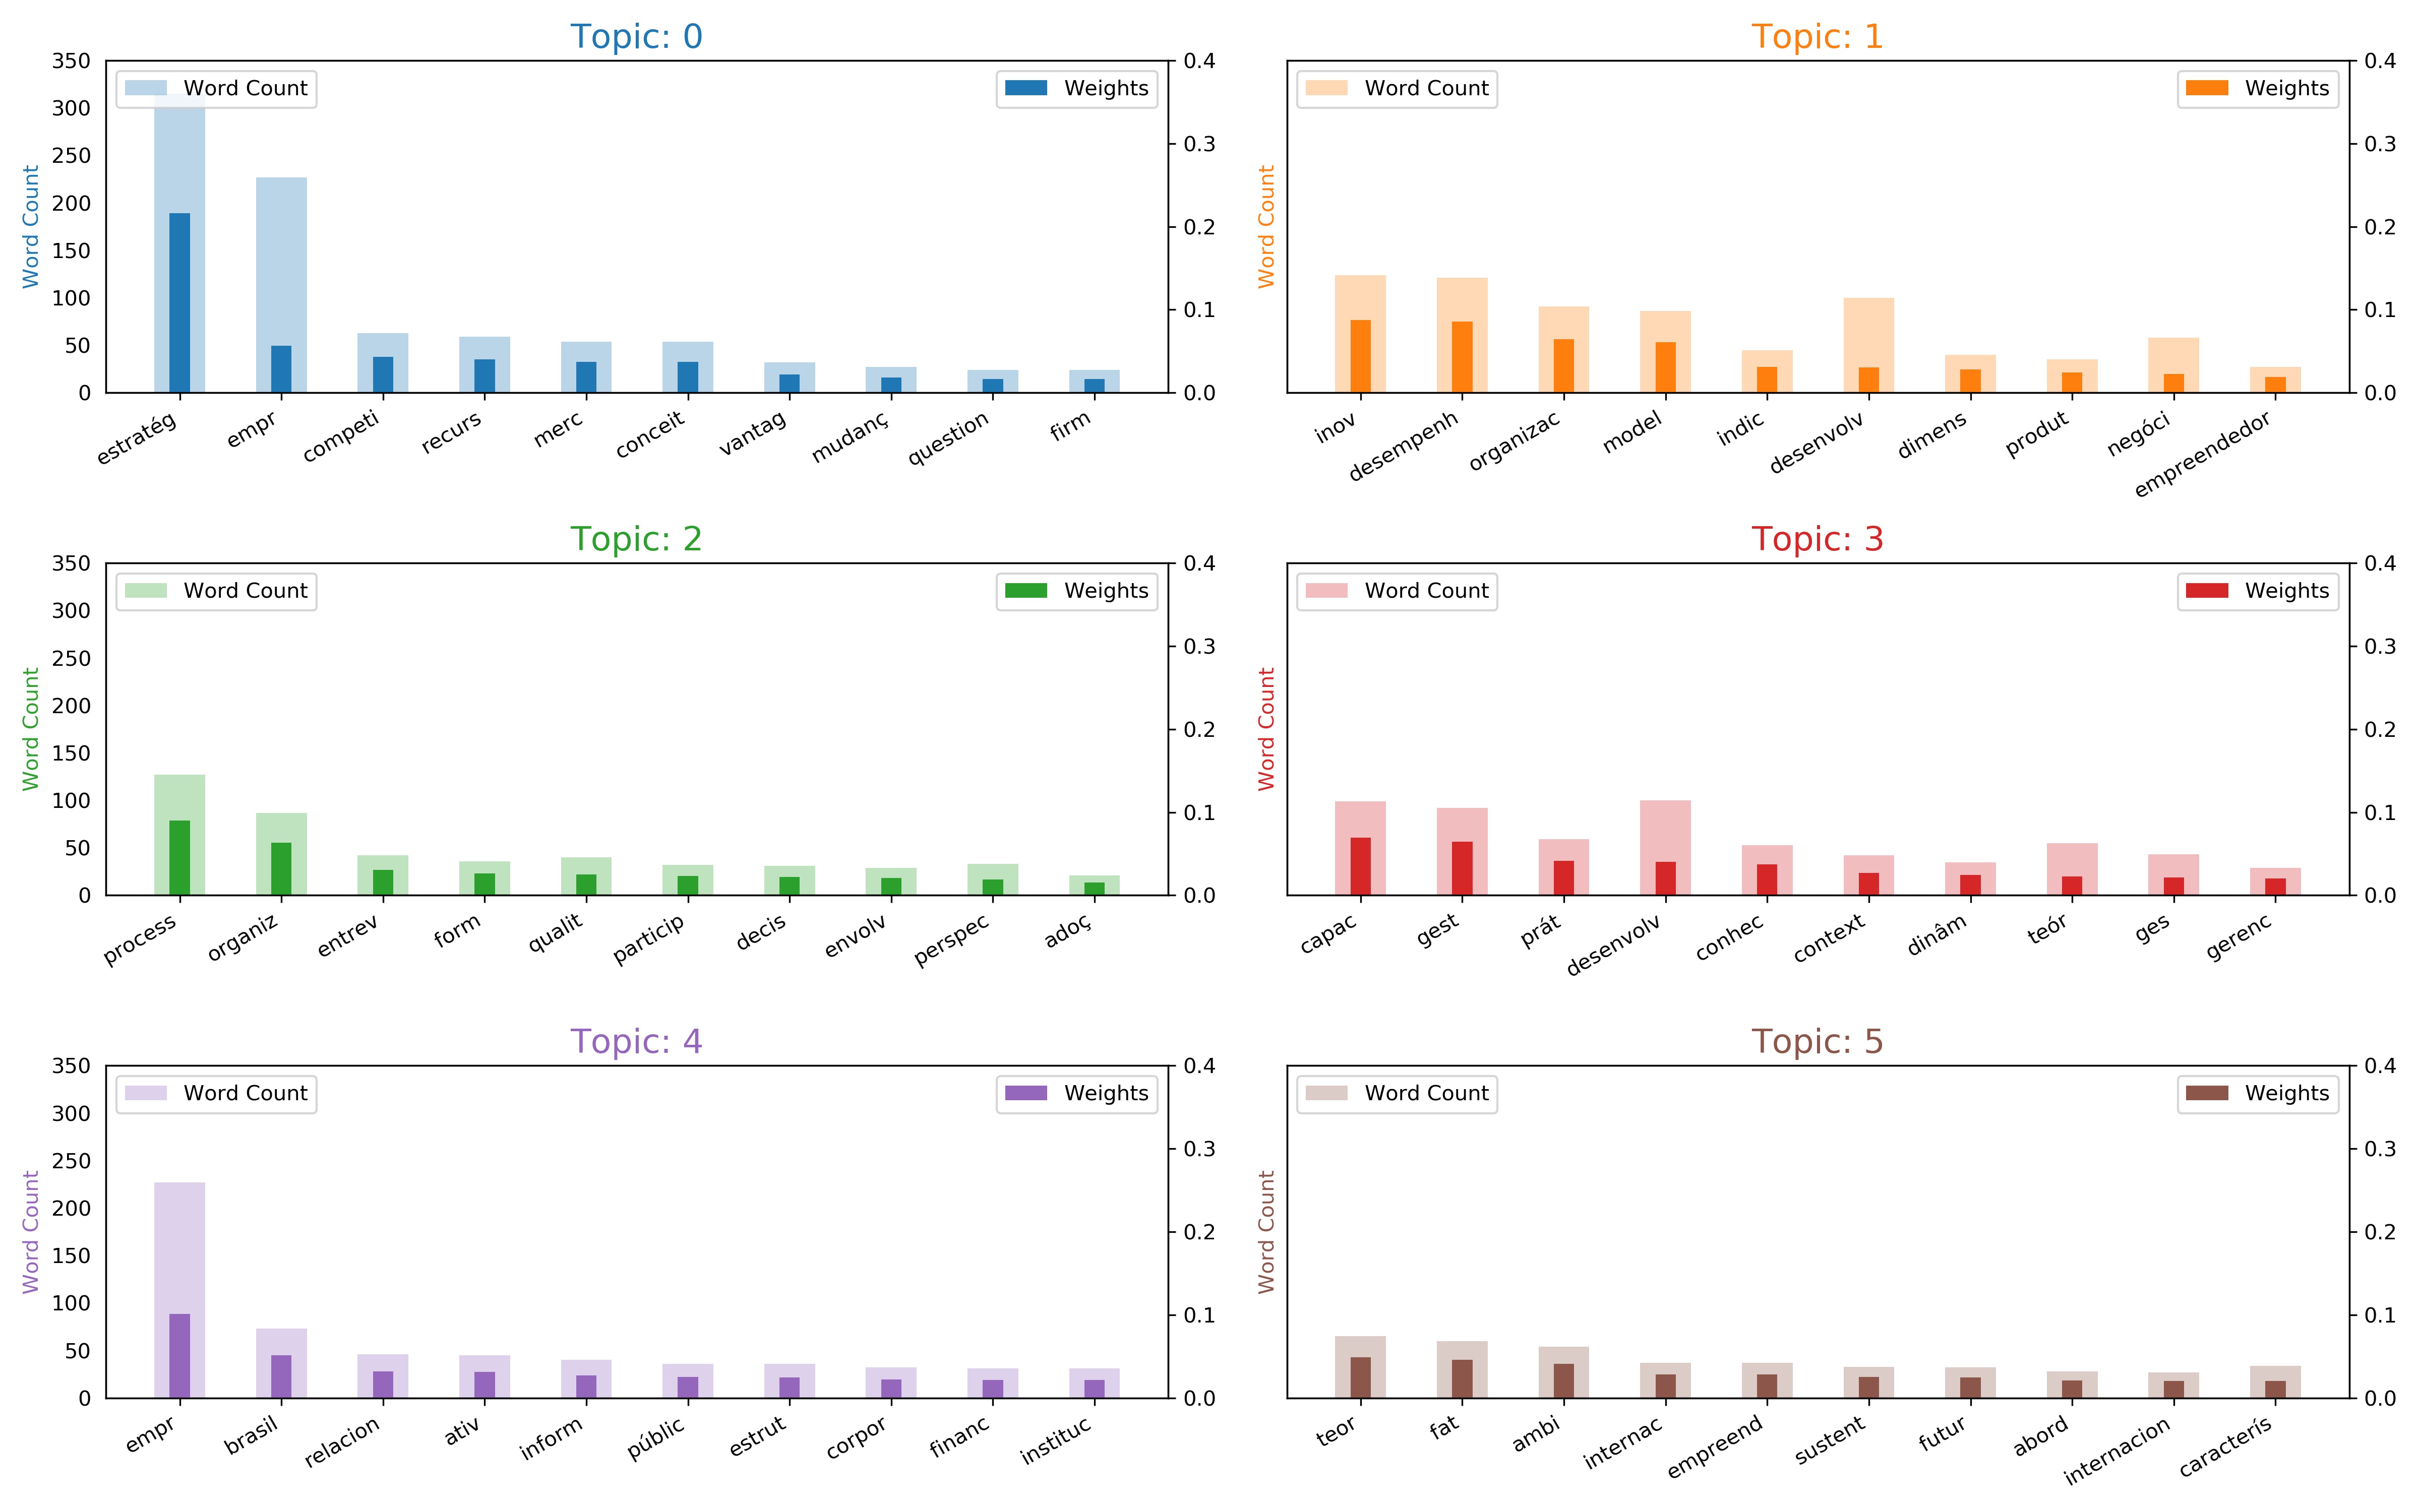 Topic: 0
350
300
250
200
150
100
50
0
Word Count
Word Count
Weights
0.4
0.3
0.2
0.1
0.0
estratég
empr
competi
recurs
merc
conceit
vantag
mudanç
question
firm
Topic: 1
Word Count
Word Count
Weights
0.4
0.3
0.2
0.1
0.0
inov
desempenh
organizac
model
indic
desenvolv
dimens
produt
negóci
empreendedor
Topic: 2
350
300
250
200
150
100
50
0
Word Count
Word Count
Weights
0.4
0.3
0.2
0.1
0.0
process
organiz
entrev
form
qualit
particip
decis
envolv
perspec
adoç
Topic: 3
Word Count
Word Count
Weights
0.4
0.3
0.2
0.1
0.0
capac
gest
prát
desenvolv
conhec
context
dinâm
teór
ges
gerenc
Topic: 4
350
300
250
200
150
100
50
0
Word Count
Word Count
Weights
0.4
0.3
0.2
0.1
0.0
empr
brasil
relacion
ativ
inform
públic
estrut
corpor
financ
instituc
Topic: 5
Word Count
Word Count
Weights
0.4
0.3
0.2
0.1
0.0
teor
fat
ambi
internac
empreend
sustent
futur
abord
internacion
caracterís